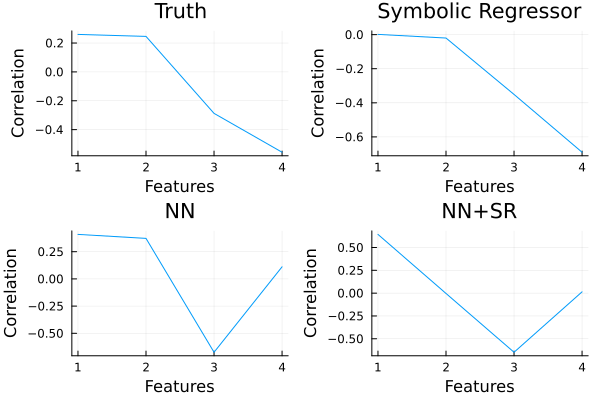 Truth
Correlation
0.2
0.0
−0.2
−0.4
1 2 3 4
Features
Symbolic Regressor
Correlation
0.0
−0.2
−0.4
−0.6
1 2 3 4
Features
NN
Correlation
0.25
0.00
−0.25
−0.50
1 2 3 4
Features
NN+SR
Correlation
0.50
0.25
0.00
−0.25
−0.50
1 2 3 4
Features